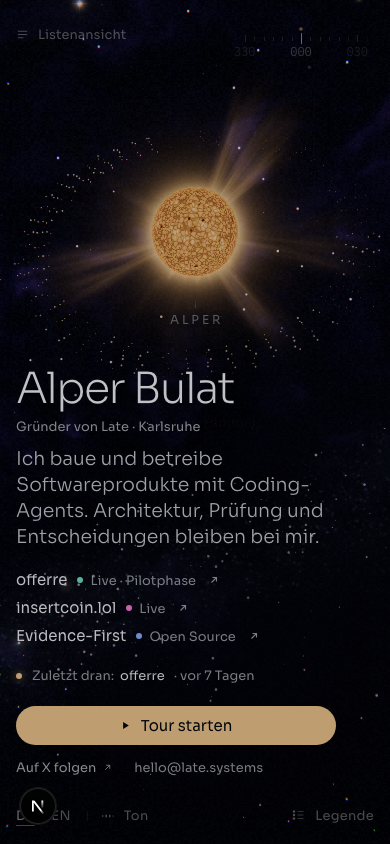 Listenansicht
330 000 030
ALPER
Alper Bulat
Gründer von Late · Karlsruhe
Ich baue und betreibe
Softwareprodukte mit Coding-
Agents. Architektur, Prüfung und
Entscheidungen bleiben bei mir.
offerre Live · Pilotphase ↗
insertcoin.lol Live ↗
Evidence-First Open Source ↗
Zuletzt dran: offerre · vor 7 Tagen
Tour starten
Auf X folgen ↗ hello@late.systems
N EN Ton Legende